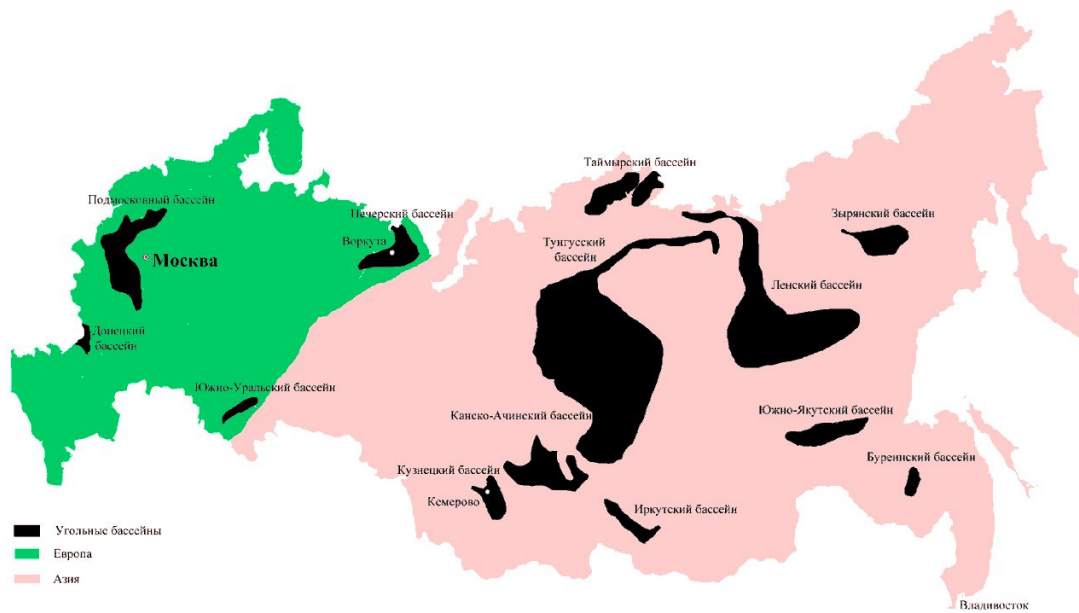 Таймырский бассейн
Подмосковный бассейн
Печерский бассейн
Зырянский бассейн
Воркута
Тунгусский
бассейн
Москва
Ленский бассейн
Донецкий
бассейн
Южно-Уральский бассейн
Канско-Ачинский бассейн
Южно-Якутский бассейн
Буреинский бассейн
Кузнецкий бассейн
Кемерово
Иркутский бассейн
Угольные бассейны
Европа
Азия
Владивосток